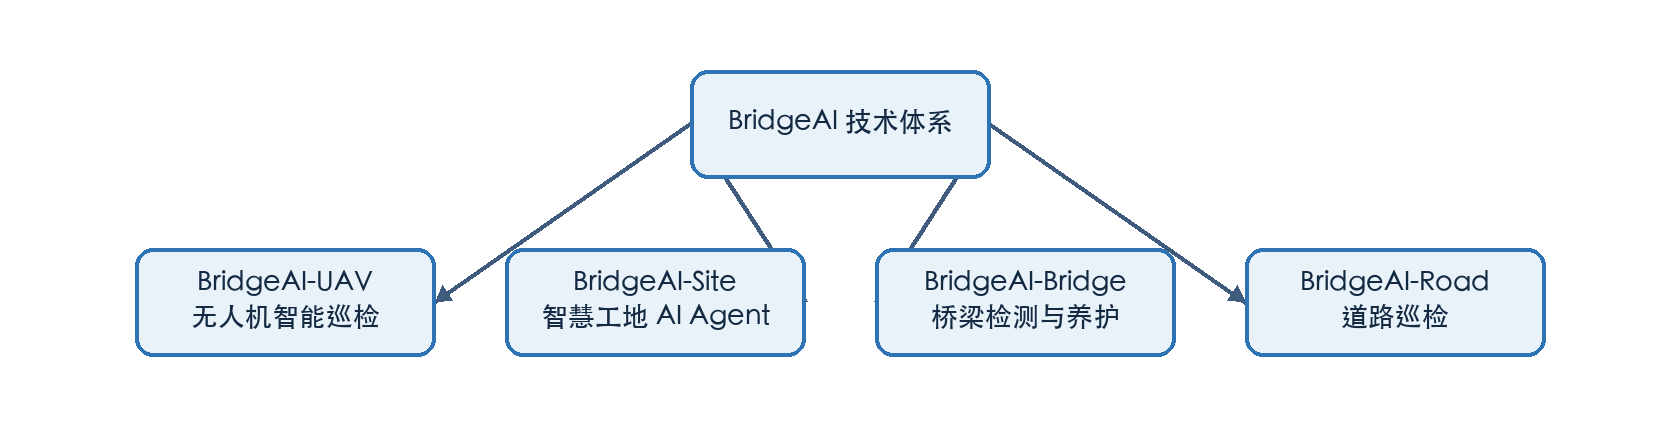 BridgeAI 技术体系
BridgeAI-UAV
无人机智能巡检
BridgeAI-Site
智慧工地 AI Agent
BridgeAI-Bridge
桥梁检测与养护
BridgeAI-Road
道路巡检